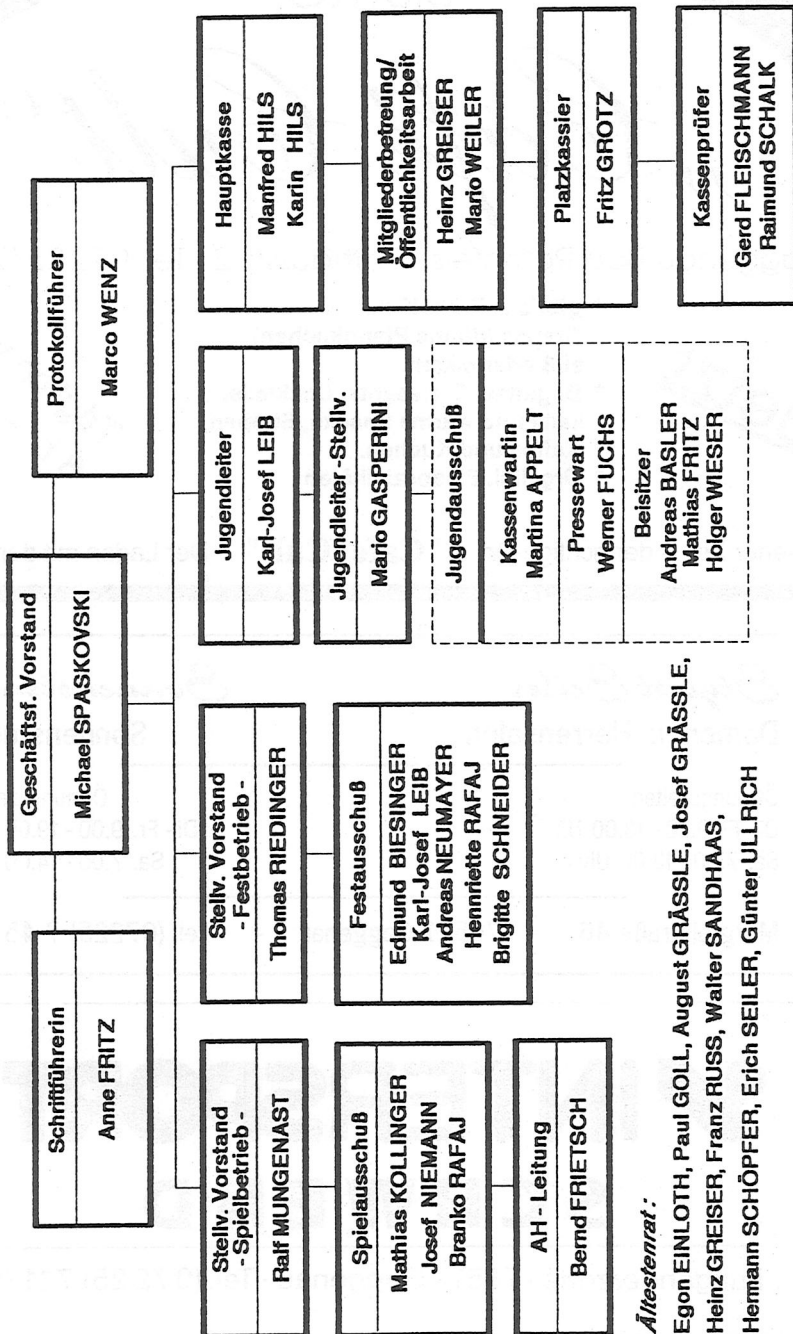 Geschäftsf. Vorstand
Michael SPASKOVSKI
Schriftführerin
Anne FRITZ
Protokollführer
Marco WENZ
Stellv. Vorstand
- Spielbetrieb -
Ralf MUNGENAST
Spielausschuß
Mathias KOLLINGER
Josef NIEMANN
Branko RAFAJ
AH - Leitung
Bernd FRIETSCH
Stellv. Vorstand
- Festbetrieb -
Thomas RIEDINGER
Festausschuß
Edmund BIESINGER
Karl-Josef LEIB
Andreas NEUMAYER
Hennriette RAFAJ
Brigitte SCHNEIDER
Jugendleiter
Karl-Josef LEIB
Jugendleiter -Stellv.
Mario GASPERINI
Jugendausschuß
Kassenwartin
Martina APPELT
Pressewart
Werner FUCHS
Beisitzer
Andreas BASLER
Mathias FRITZ
Holger WIESER
Hauptkasse
Manfred HILS
Karin HILS
Mitgliederbetreung/
Öffentlichkeitsarbeit
Heinz GREISER
Mario WEILER
Platzkassier
Fritz GROTZ
Kassenprüfer
Gerd FLEISCHMANN
Raimund SCHALK
Ältestenrat :
Egon EINLOTH, Paul GOLL, August GRÄSSLE, Josef GRÄSSLE,
Heinz GREISER, Franz RUSS, Walter SANDHAAS,
Hermann SCHÖPFER, Erich SEILER, Günter ULLRICH